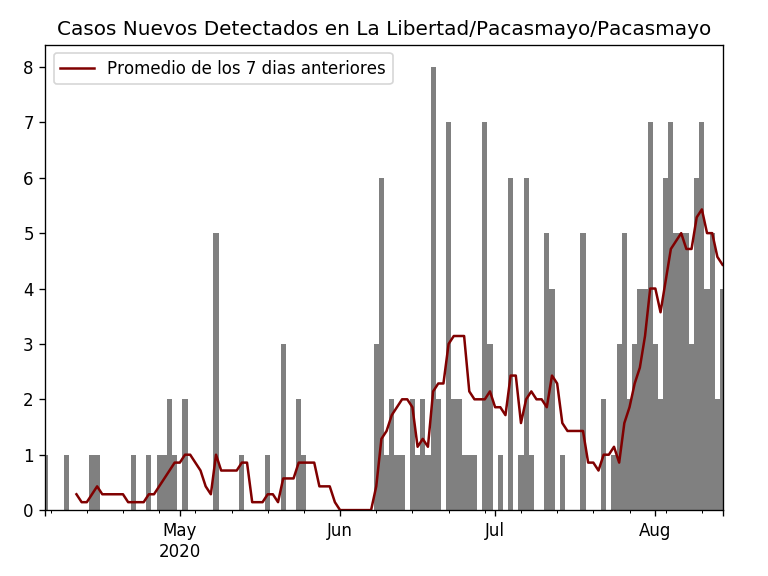 Casos Nuevos Detectados en La Libertad/Pacasmayo/Pacasmayo
Promedio de los 7 dias anteriores
8
7
6
5
4
3
2
1
0
May
2020
Jun
Jul
Aug